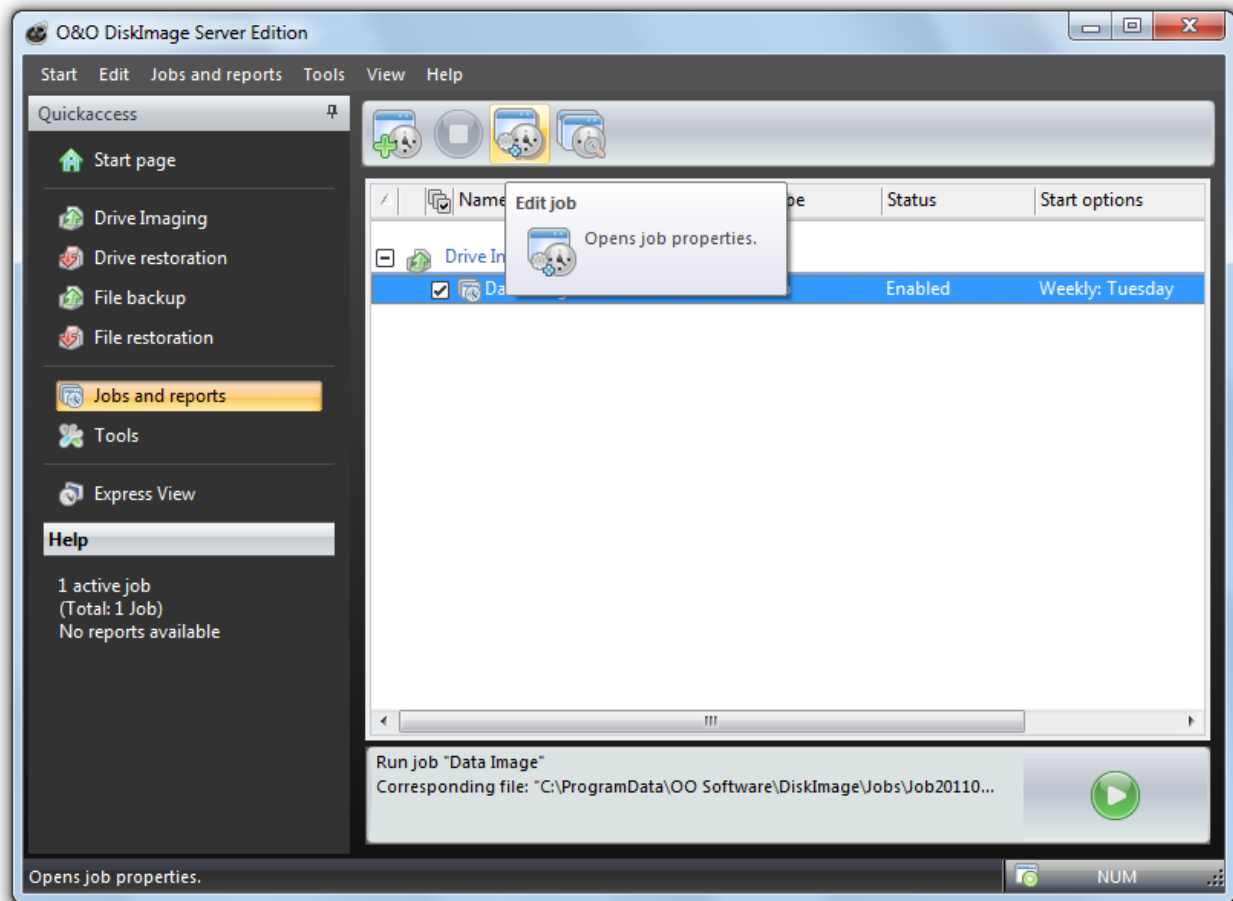 O&O DiskImage Server Edition
Start Edit Jobs and reports Tools View Help
Quickaccess
Start page
Drive Imaging
Drive restoration
File backup
File restoration
Jobs and reports
Tools
Express View
Help
1 active job
(Total: 1 Job)
No reports available
Name pe Status Start options
Edit job
Opens job properties.
Drive Im
Da Enabled Weekly: Tuesday
Run job "Data Image"
Corresponding file: "C:\ProgramData\OO Software\DiskImage\Jobs\Job20110...
Opens job properties.
NUM